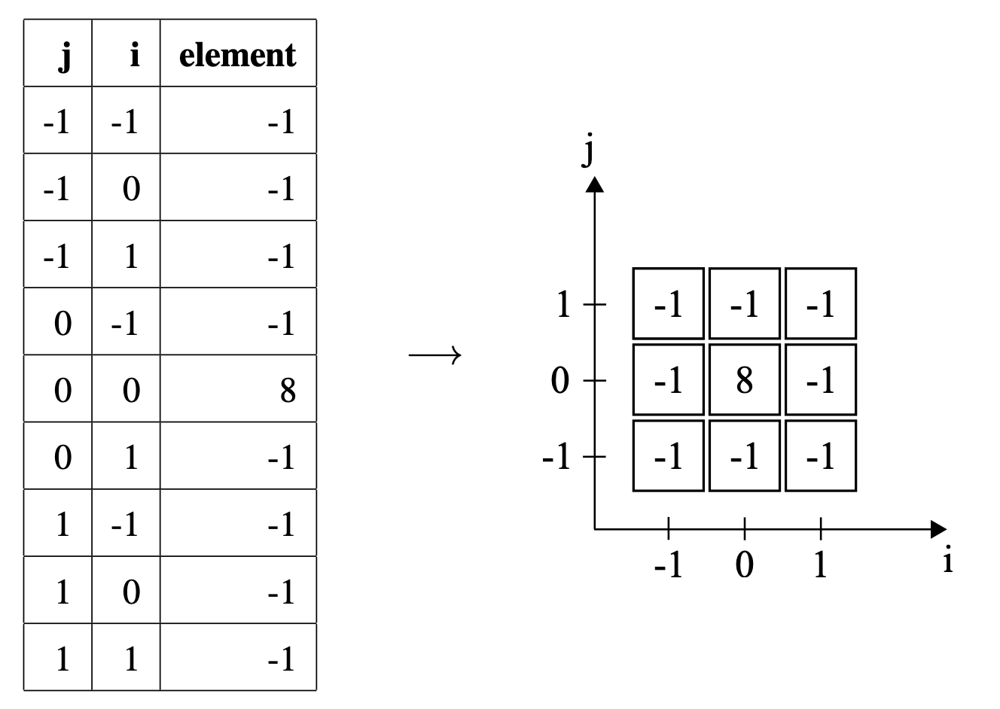 j i element
-1 -1 -1
-1 0 -1
-1 1 -1
0 -1 -1
0 0 8
0 1 -1
1 -1 -1
1 0 -1
1 1 -1
→
j
1 -1 -1 -1
0 -1 8 -1
-1 -1 -1 -1
-1 0 1 i